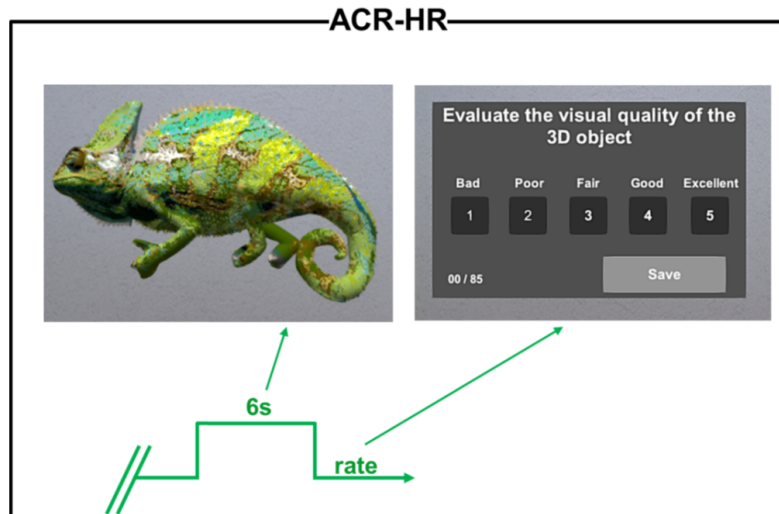 ACR-HR
Evaluate the visual quality of the
3D object
Bad Poor Fair Good Excellent
1 2 3 4 5
00 / 85 Save
6s
rate